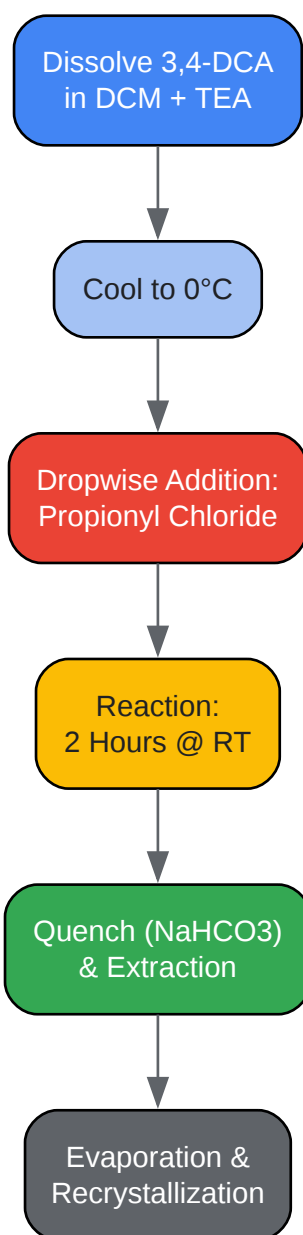 Dissolve 3,4-DCA
in DCM + TEA
Cool to 0°C
Dropwise Addition:
Propionyl Chloride
Reaction:
2 Hours @ RT
Quench (NaHCO3)
& Extraction
Evaporation &
Recrystallization